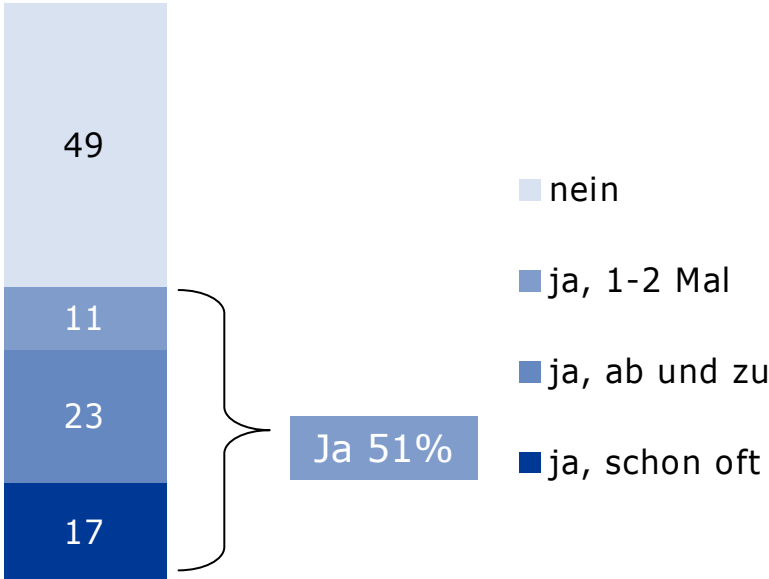 49
11
23
17
Ja 51%
nein
ja, 1-2 Mal
ja, ab und zu
ja, schon oft